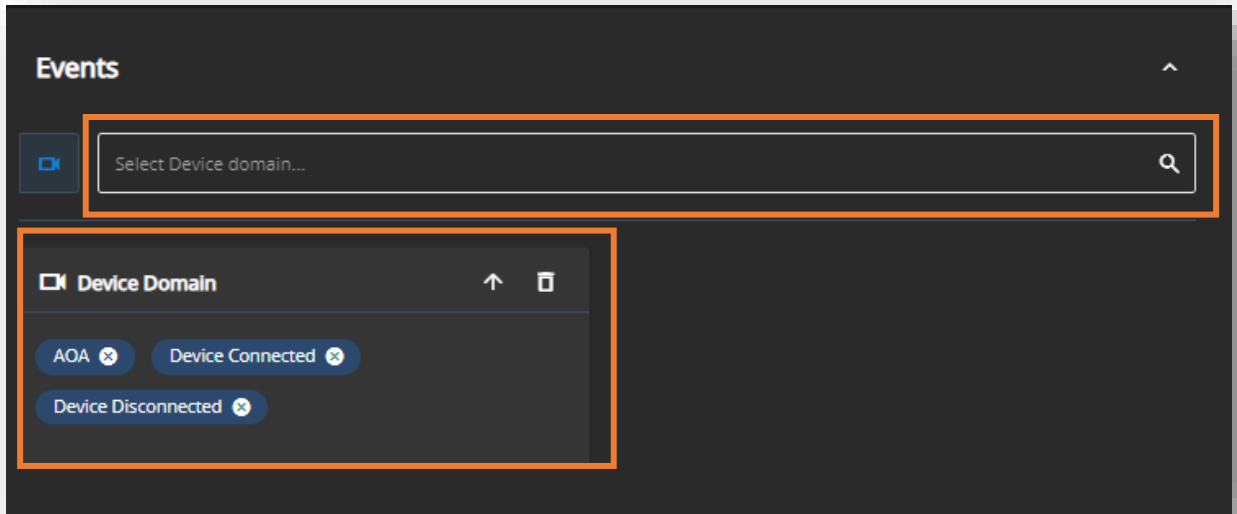 Events
Select Device domain...
Device Domain
AOA Device Connected
Device Disconnected